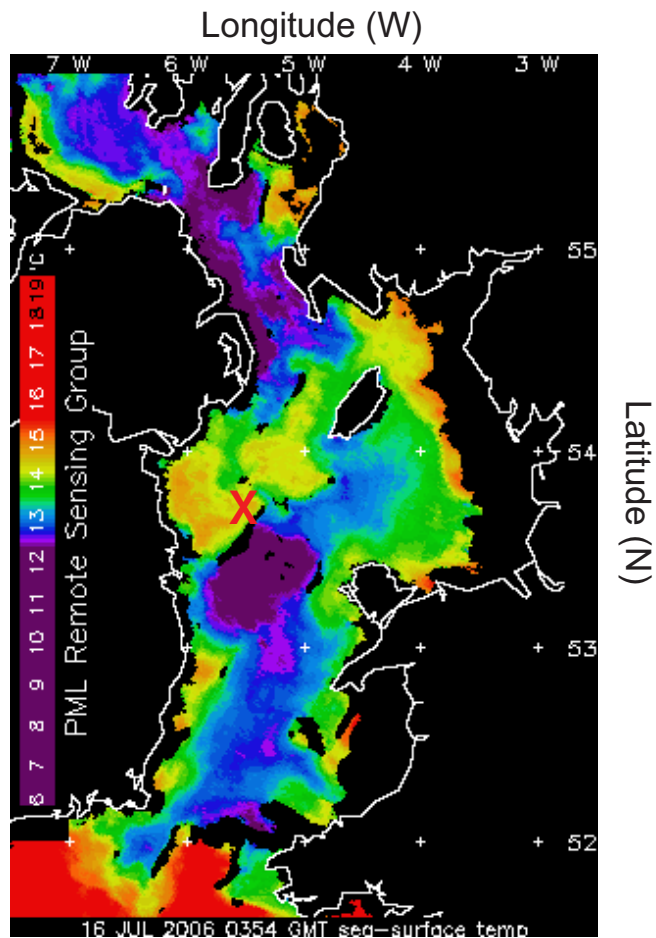 Longitude (W)
7 W 6 W 5 W 4 W 3 W
55
54
53
52
Latitude (N)
6 7 8 9 10 11 12 13 14 15 16 17 18 19 °C
PML Remote Sensing Group
X
16 JUL 2006 0354 GMT sea-surface temp